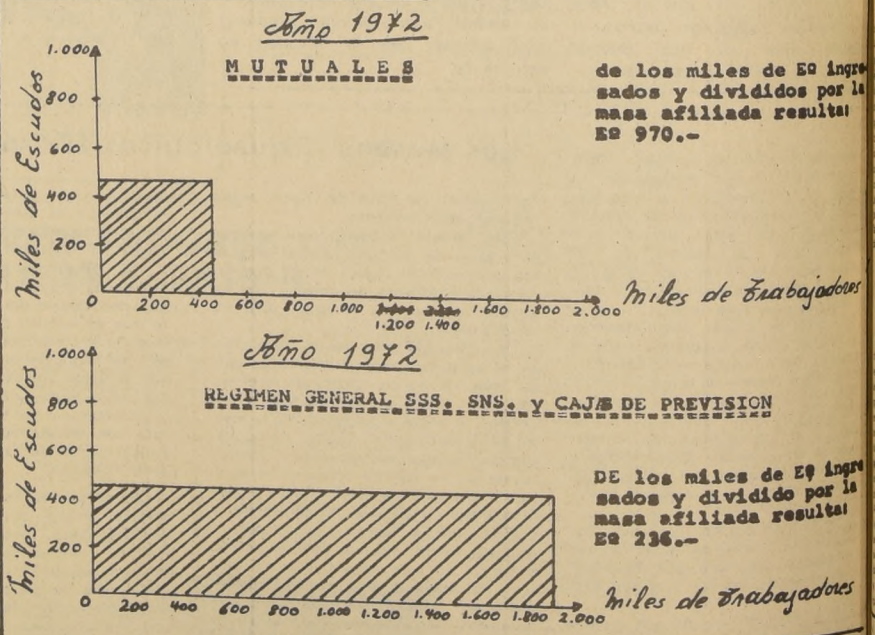 Año 1972
MUTUALES
1.000
800
600
400
200
0
Miles de Escudos
200 400 600 800 1.000 1.600 1.800 2.000
1.200 1.400
Miles de Trabajadores
de los miles de Eº ingre
sados y divididos por la
masa afiliada resulta:
Eº 970.-
Año 1972
REGIMEN GENERAL SSS. SNS. y CAJAS DE PREVISION
1.000
800
600
400
200
0
Miles de Escudos
200 400 600 800 1.000 1.200 1.400 1.600 1.800 2.000
Miles de Trabajadores
DE los miles de Eº ingre
sados y dividido por la
masa afiliada resulta:
Eº 236.-